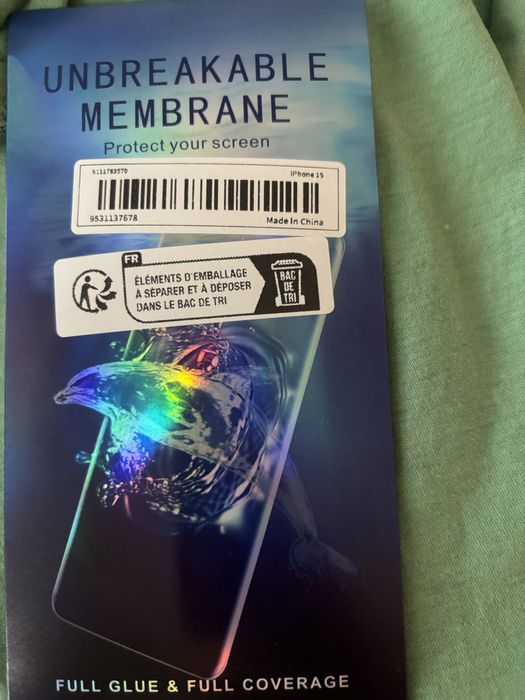 UNBREAKABLE
MEMBRANE
Protect your screen
6111783570 iPhone 15
9531137678 Made In China
FR
ÉLÉMENTS D'EMBALLAGE
À SÉPARER ET À DÉPOSER
DANS LE BAC DE TRI
BAC
DE
TRI
FULL GLUE & FULL COVERAGE